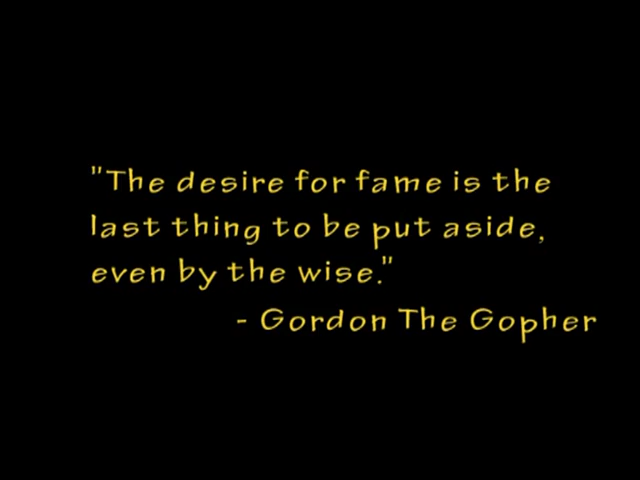 "The desire for fame is the
last thing to be put aside,
even by the wise."
- Gordon The Gopher